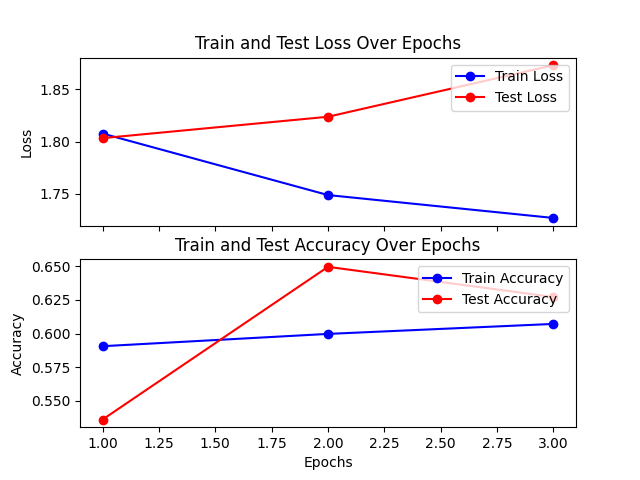 Train and Test Loss Over Epochs
Train Loss
Test Loss
1.85
1.80
1.75
Loss
Train and Test Accuracy Over Epochs
Train Accuracy
Test Accuracy
0.650
0.625
0.600
0.575
0.550
Accuracy
1.00 1.25 1.50 1.75 2.00 2.25 2.50 2.75 3.00
Epochs